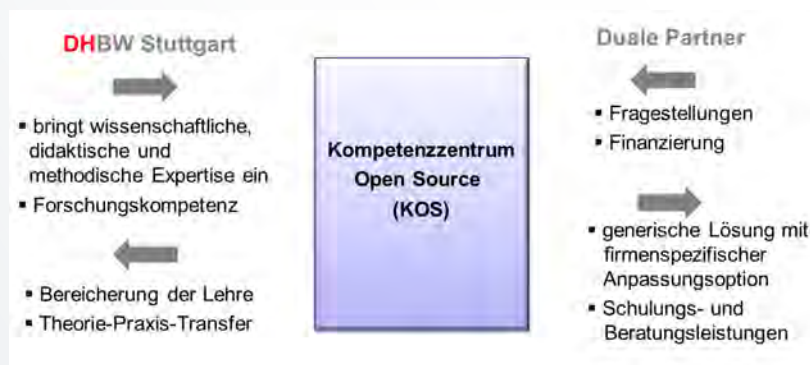 DHBW Stuttgart
▪ bringt wissenschaftliche,
didaktische und
methodische Expertise ein
▪ Forschungskompetenz
▪ Bereicherung der Lehre
▪ Theorie-Praxis-Transfer
Kompetenzzentrum
Open Source
(KOS)
Duale Partner
▪ Fragestellungen
▪ Finanzierung
▪ generische Lösung mit
firmenspezifischer
Anpassungsoption
▪ Schulungs- und
Beratungsleistungen